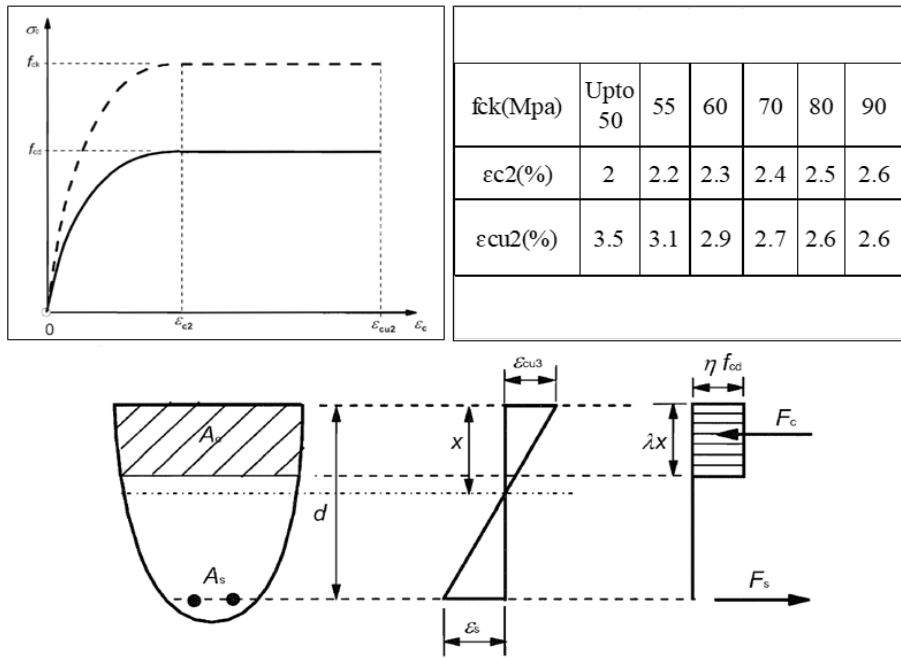 σc
fck
fcd
0
εc2
εcu2
εc
fck(Mpa) Upto 50 55 60 70 80 90
εc2(%) 2 2.2 2.3 2.4 2.5 2.6
εcu2(%) 3.5 3.1 2.9 2.7 2.6 2.6
εcu3
η fcd
Ac
x
λx
Fc
d
As
Fs
εs